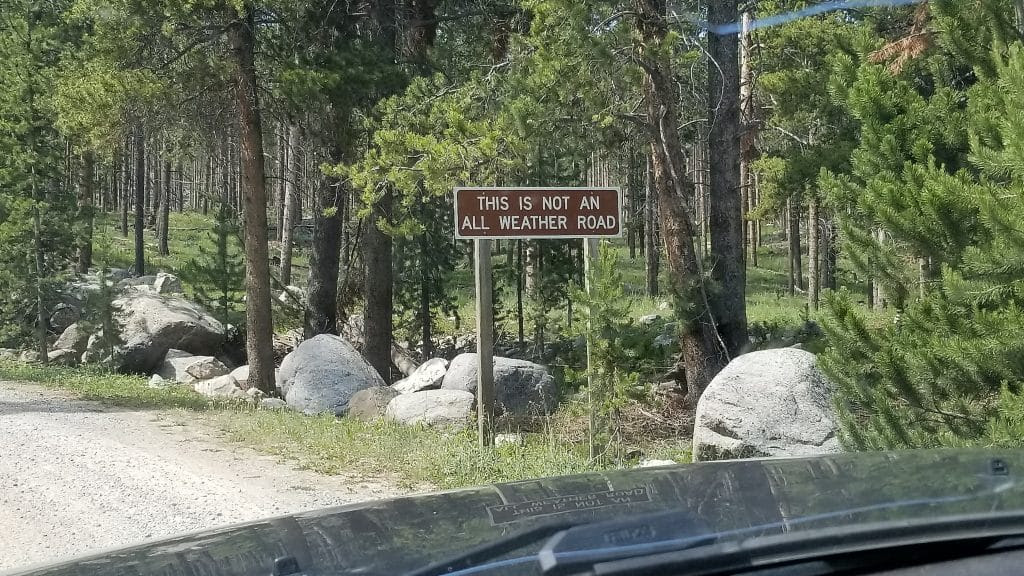 THIS IS NOT AN
ALL WEATHER ROAD